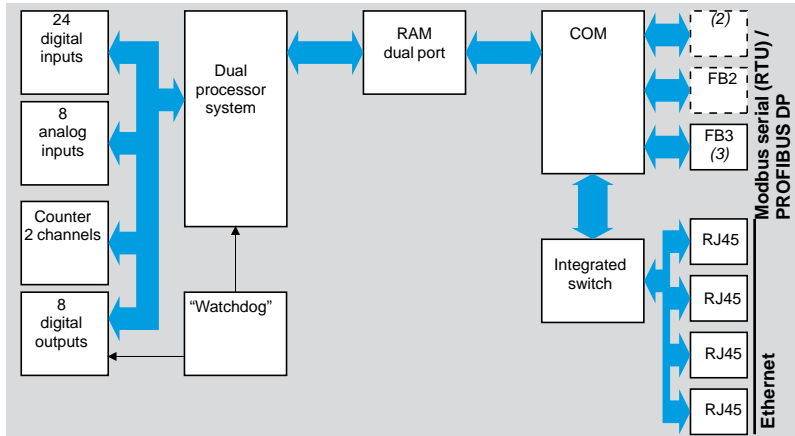 24
digital
inputs
8
analog
inputs
Counter
2 channels
8
digital
outputs
Dual
processor
system
“Watchdog”
RAM
dual port
COM
Integrated
switch
(2)
FB2
FB3
(3)
RJ45
RJ45
RJ45
RJ45
Modbus serial (RTU) /
PROFIBUS DP
Ethernet